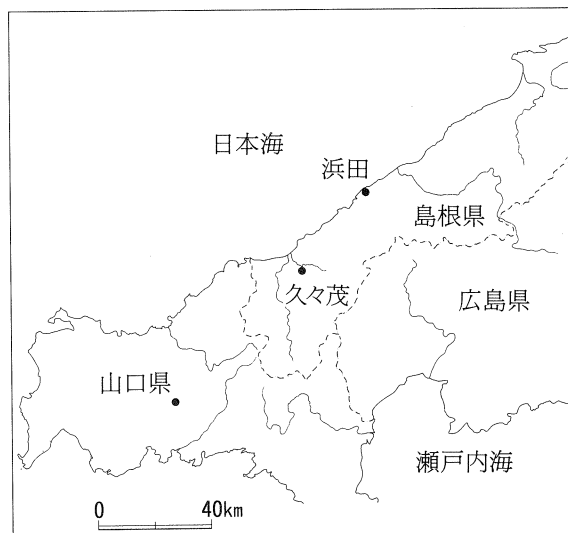 日本海
浜田
島根県
久々茂
広島県
山口県
瀬戸内海
0 40km